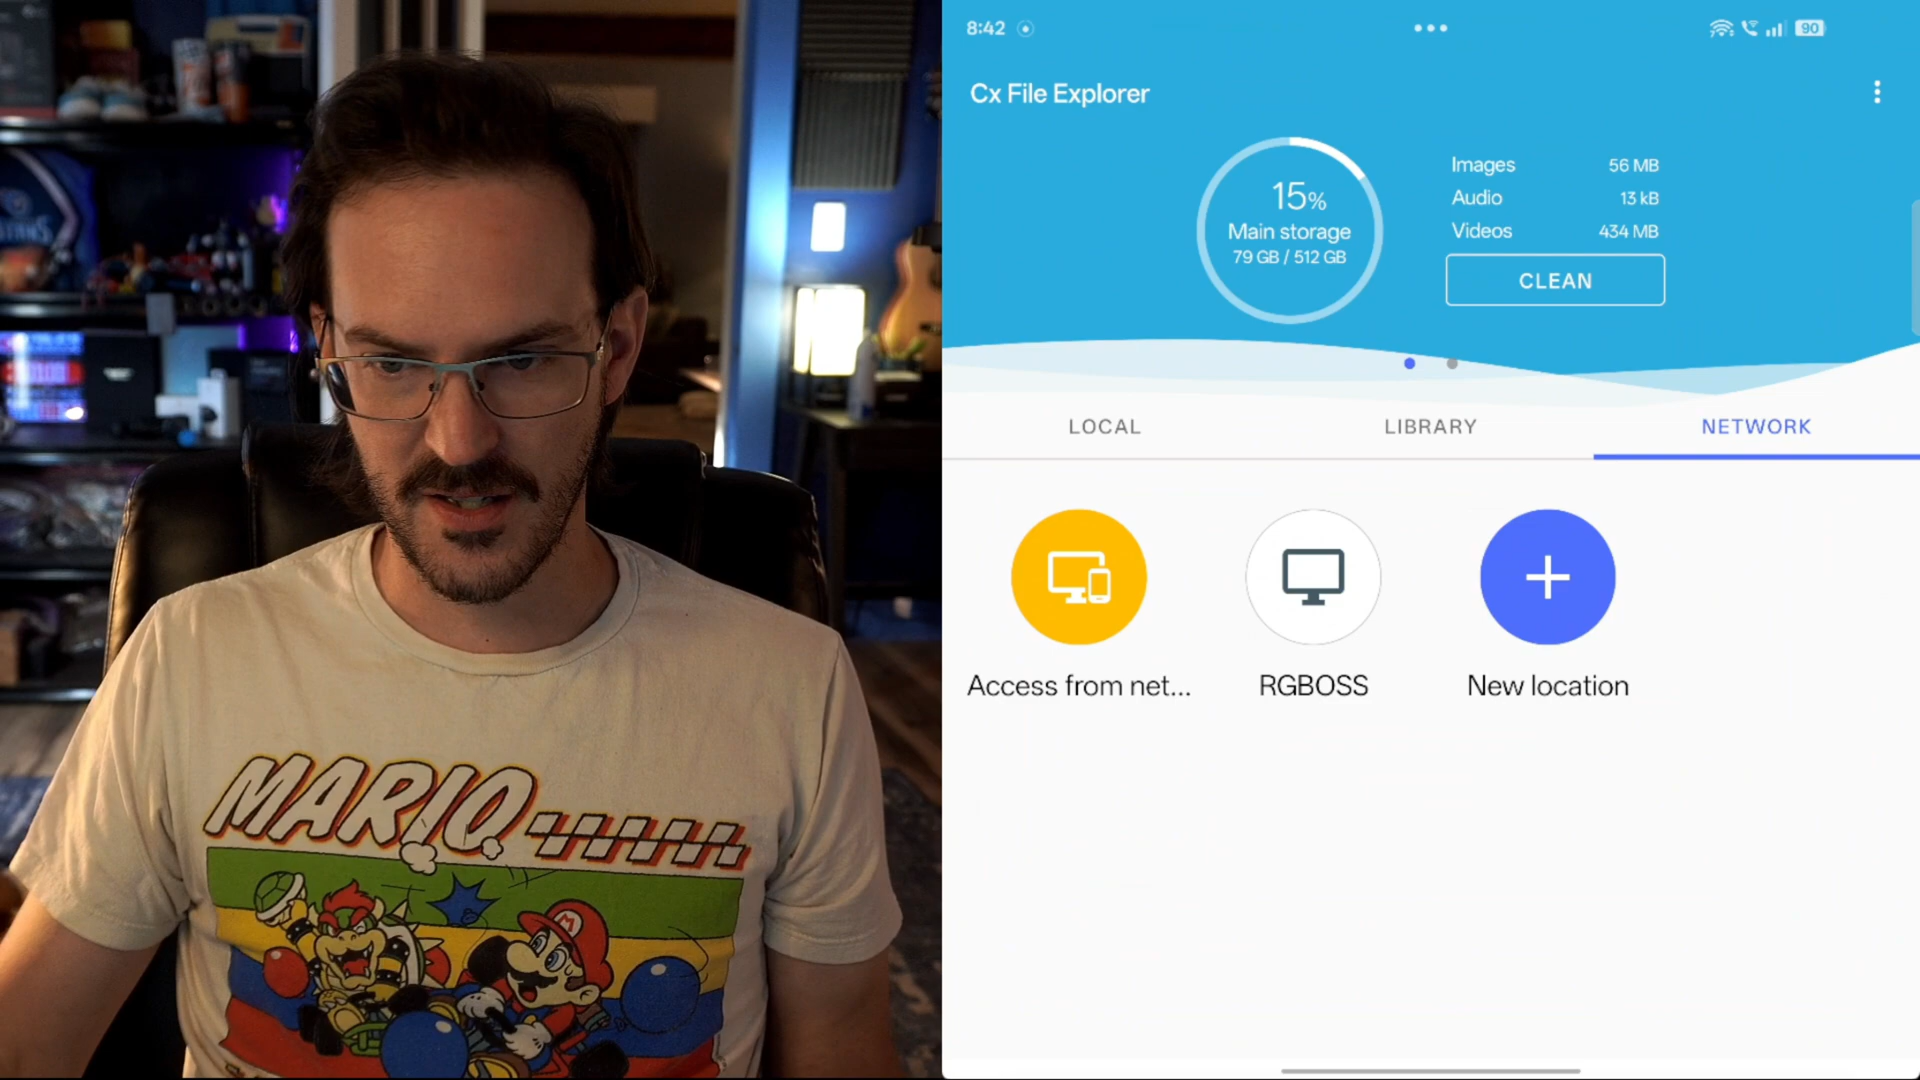 8:42
90
Cx File Explorer
15%
Main storage
79 GB / 512 GB
Images 56 MB
Audio 13 kB
Videos 434 MB
CLEAN
LOCAL LIBRARY NETWORK
Access from net...
RGBOSS
New location
MARIO
M